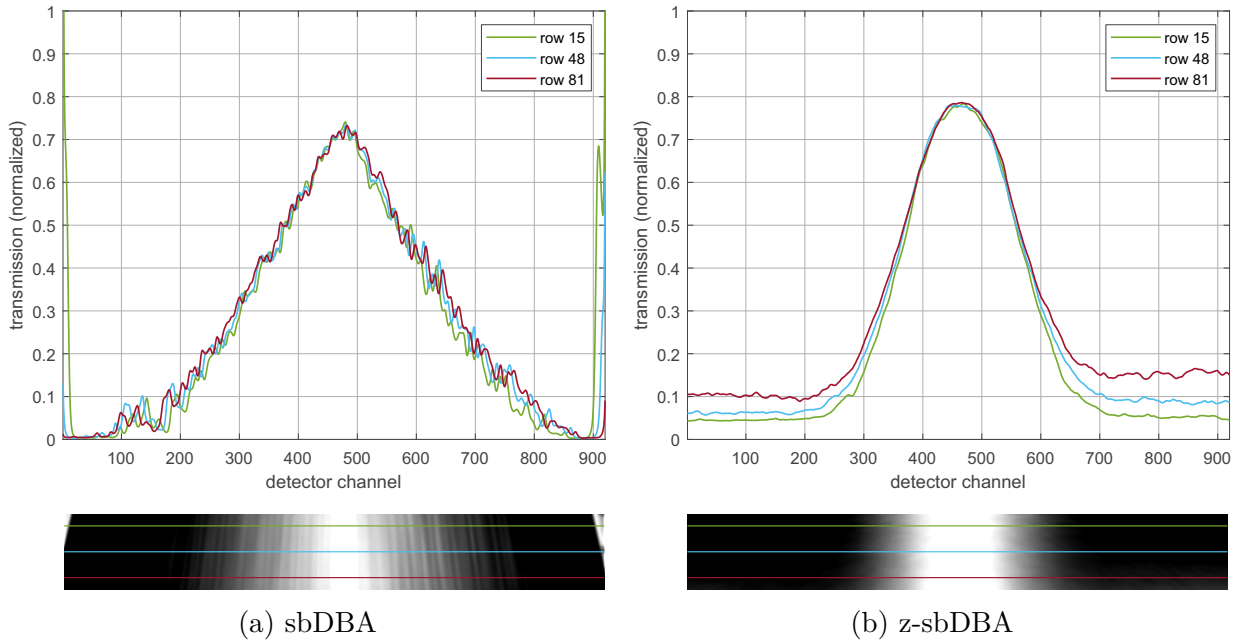 1
0.9
0.8
0.7
0.6
0.5
0.4
0.3
0.2
0.1
0
transmission (normalized)
row 15
row 48
row 81
100 200 300 400 500 600 700 800 900
detector channel
(a) sbDBA
1
0.9
0.8
0.7
0.6
0.5
0.4
0.3
0.2
0.1
0
transmission (normalized)
row 15
row 48
row 81
100 200 300 400 500 600 700 800 900
detector channel
(b) z-sbDBA